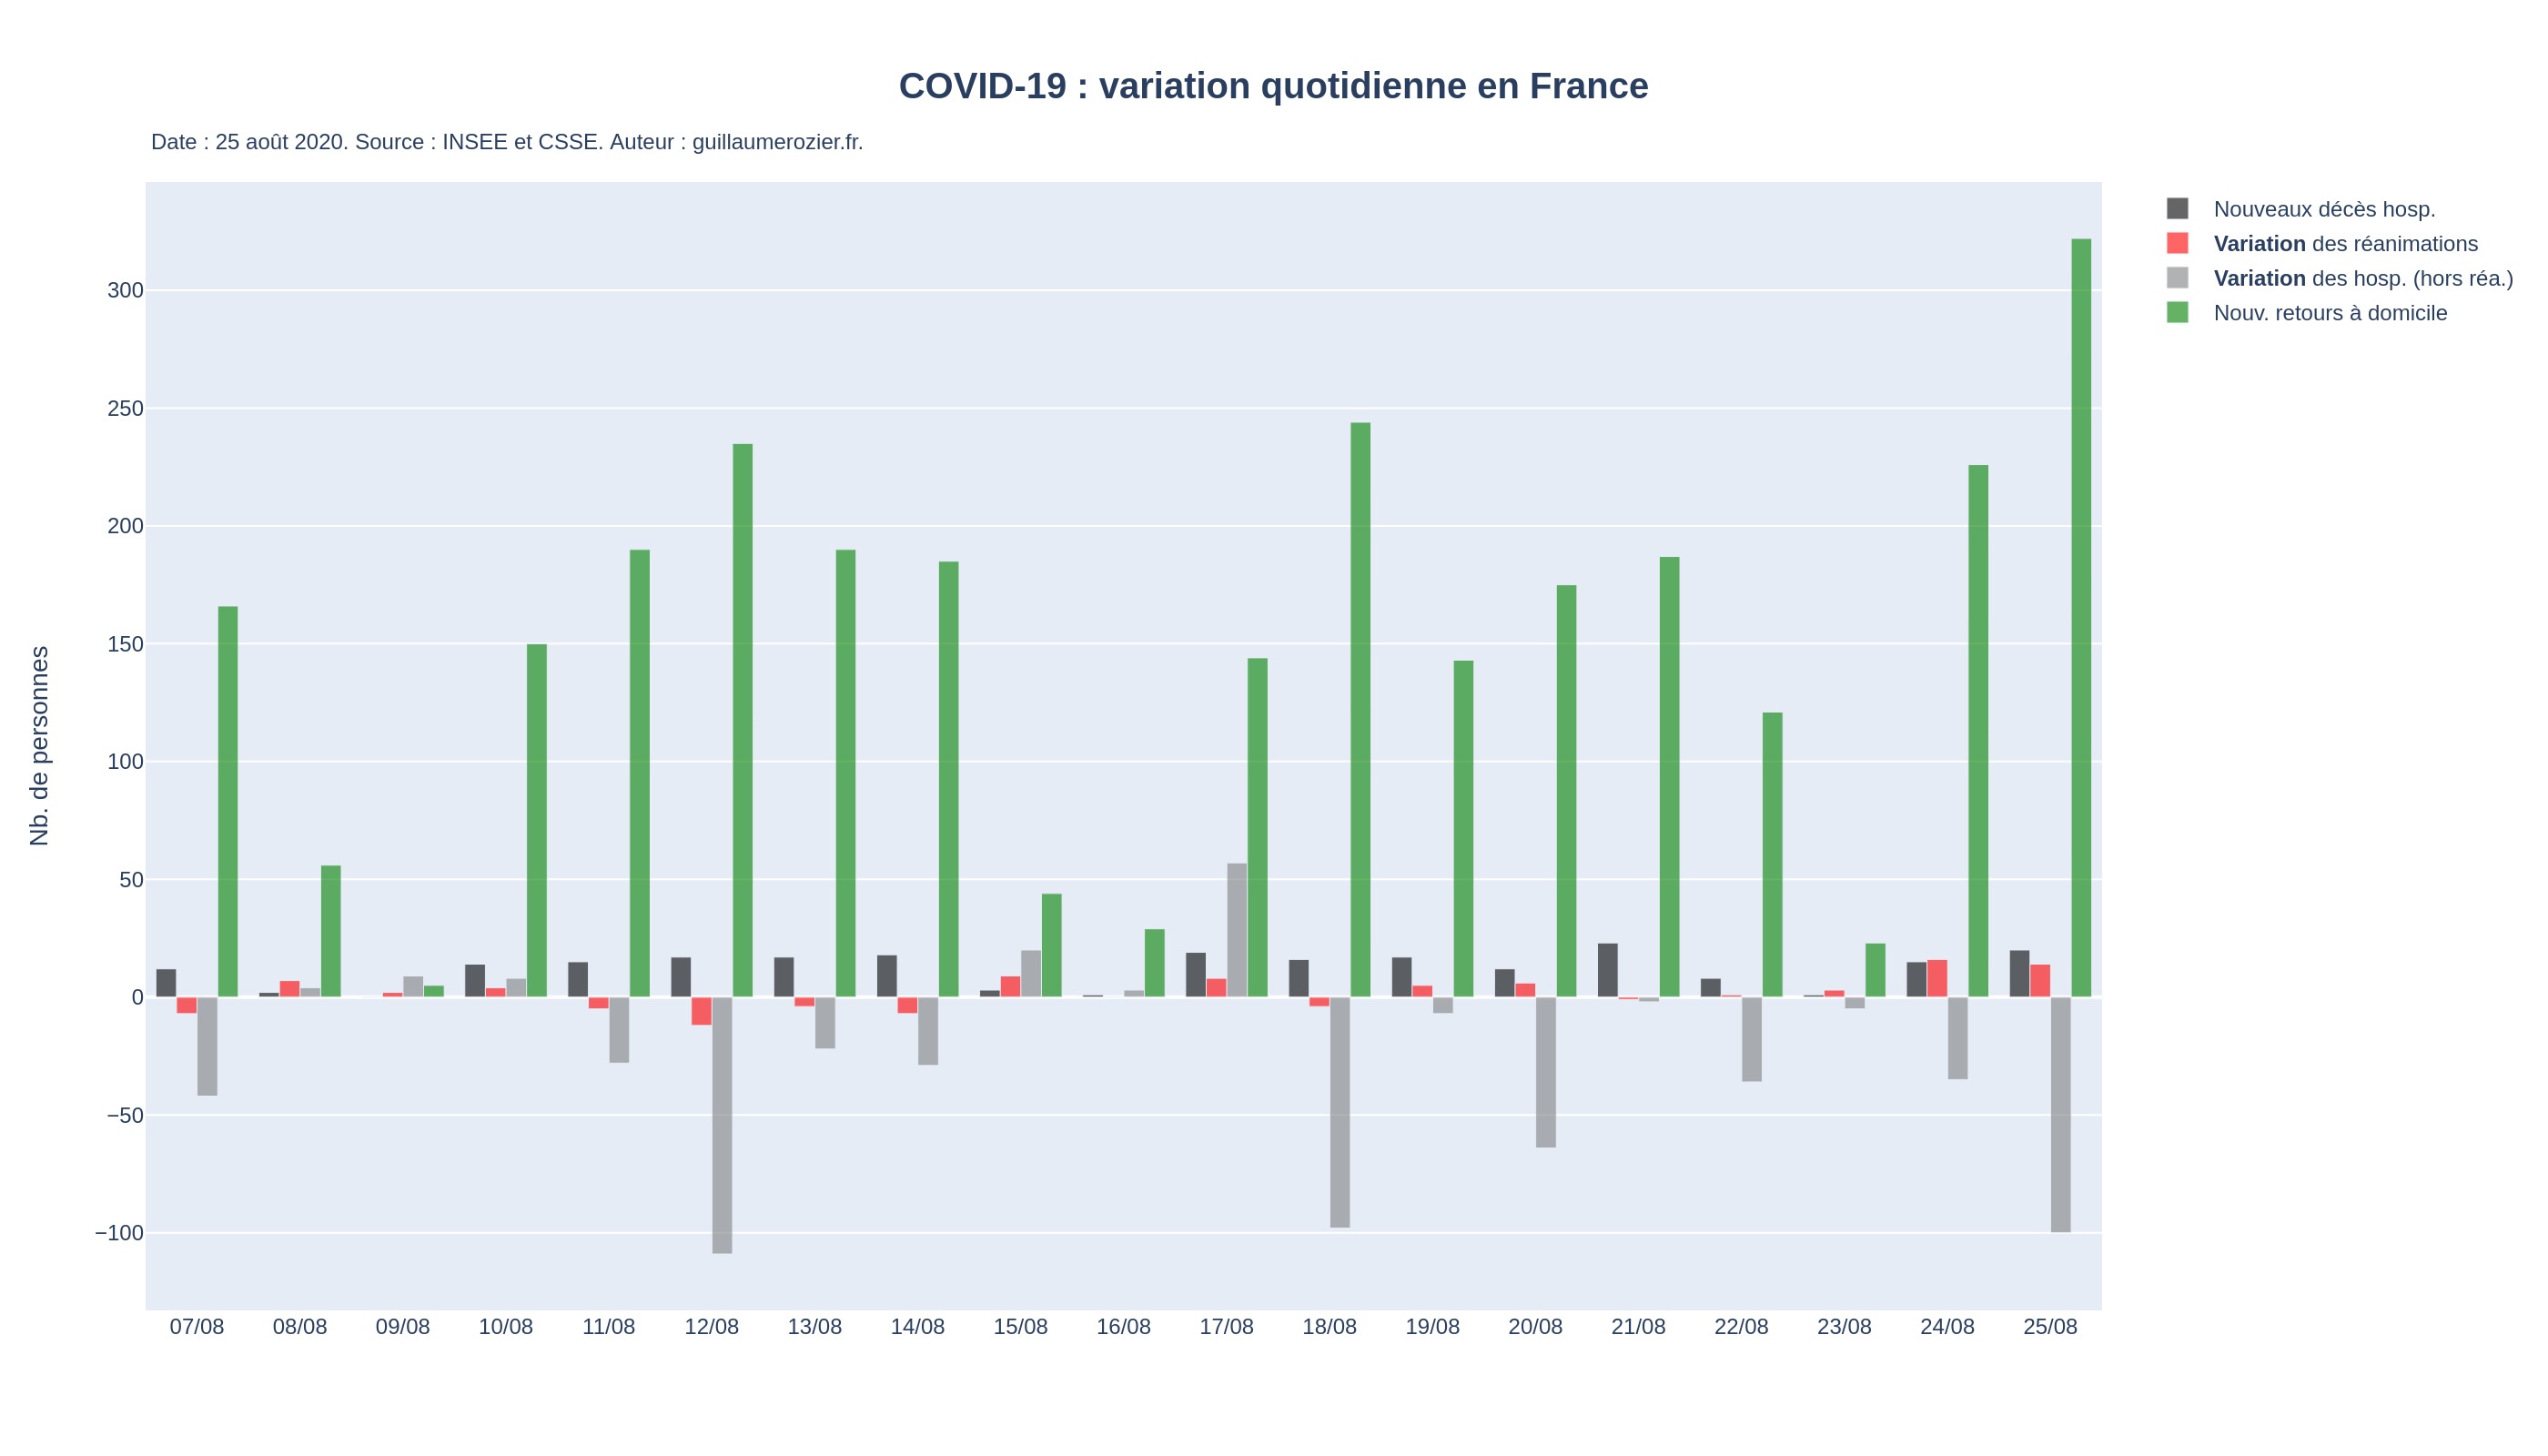 COVID-19 : variation quotidienne en France
Date : 25 août 2020. Source : INSEE et CSSE. Auteur : guillaumerozier.fr.
Nouveaux décès hosp.
Variation des réanimations
Variation des hosp. (hors réa.)
Nouv. retours à domicile
Nb. de personnes
300
250
200
150
100
50
0
−50
−100
07/08 08/08 09/08 10/08 11/08 12/08 13/08 14/08 15/08 16/08 17/08 18/08 19/08 20/08 21/08 22/08 23/08 24/08 25/08